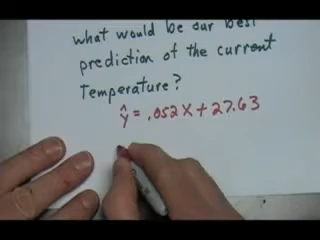 what would be our best
prediction of the current
temperature?
ŷ = .052X + 27.63